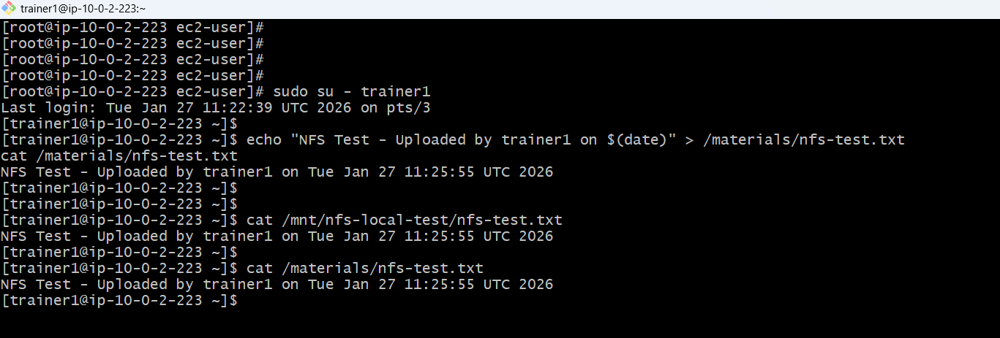 trainer1@ip-10-0-2-223:~
[root@ip-10-0-2-223 ec2-user]#
[root@ip-10-0-2-223 ec2-user]#
[root@ip-10-0-2-223 ec2-user]#
[root@ip-10-0-2-223 ec2-user]#
[root@ip-10-0-2-223 ec2-user]# sudo su - trainer1
Last login: Tue Jan 27 11:22:39 UTC 2026 on pts/3
[trainer1@ip-10-0-2-223 ~]$
[trainer1@ip-10-0-2-223 ~]$ echo "NFS Test - Uploaded by trainer1 on $(date)" > /materials/nfs-test.txt
cat /materials/nfs-test.txt
NFS Test - Uploaded by trainer1 on Tue Jan 27 11:25:55 UTC 2026
[trainer1@ip-10-0-2-223 ~]$
[trainer1@ip-10-0-2-223 ~]$
[trainer1@ip-10-0-2-223 ~]$ cat /mnt/nfs-local-test/nfs-test.txt
NFS Test - Uploaded by trainer1 on Tue Jan 27 11:25:55 UTC 2026
[trainer1@ip-10-0-2-223 ~]$
[trainer1@ip-10-0-2-223 ~]$ cat /materials/nfs-test.txt
NFS Test - Uploaded by trainer1 on Tue Jan 27 11:25:55 UTC 2026
[trainer1@ip-10-0-2-223 ~]$